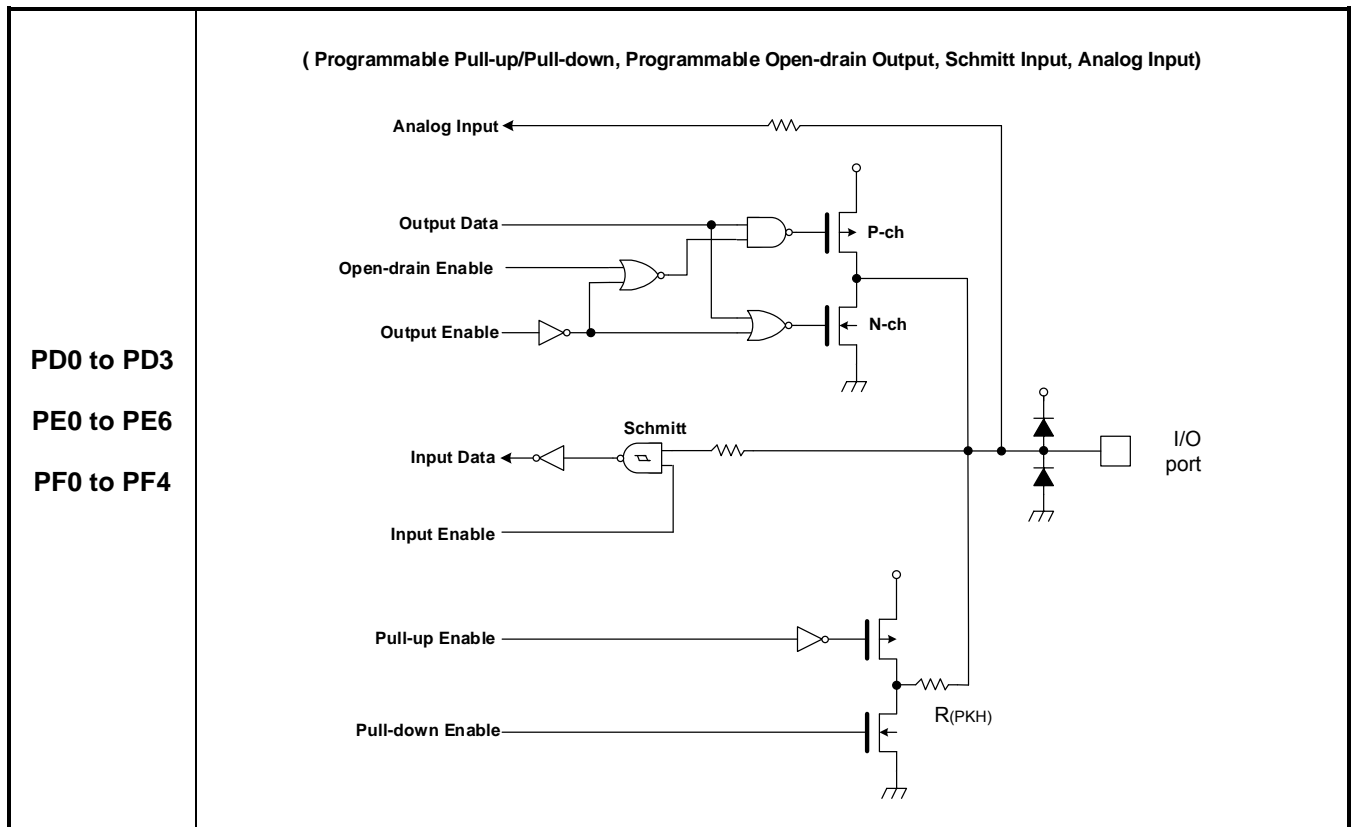 ( Programmable Pull-up/Pull-down, Programmable Open-drain Output, Schmitt Input, Analog Input)
PD0 to PD3
PE0 to PE6
PF0 to PF4
Analog Input
Output Data
P-ch
Open-drain Enable
Output Enable
N-ch
Schmitt
Input Data
I/O
port
Input Enable
Pull-up Enable
R(PKH)
Pull-down Enable